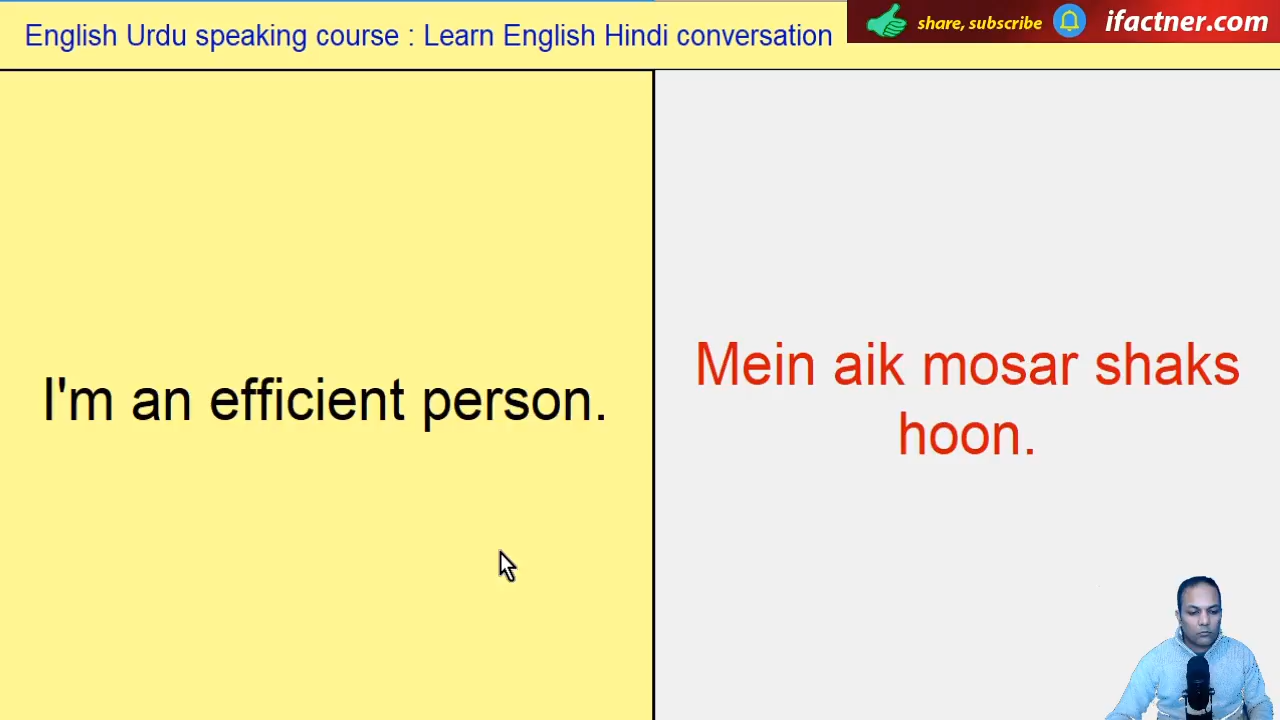 English Urdu speaking course : Learn English Hindi conversation
share, subscribe
ifactner.com
I'm an efficient person.
Mein aik mosar shaks
hoon.